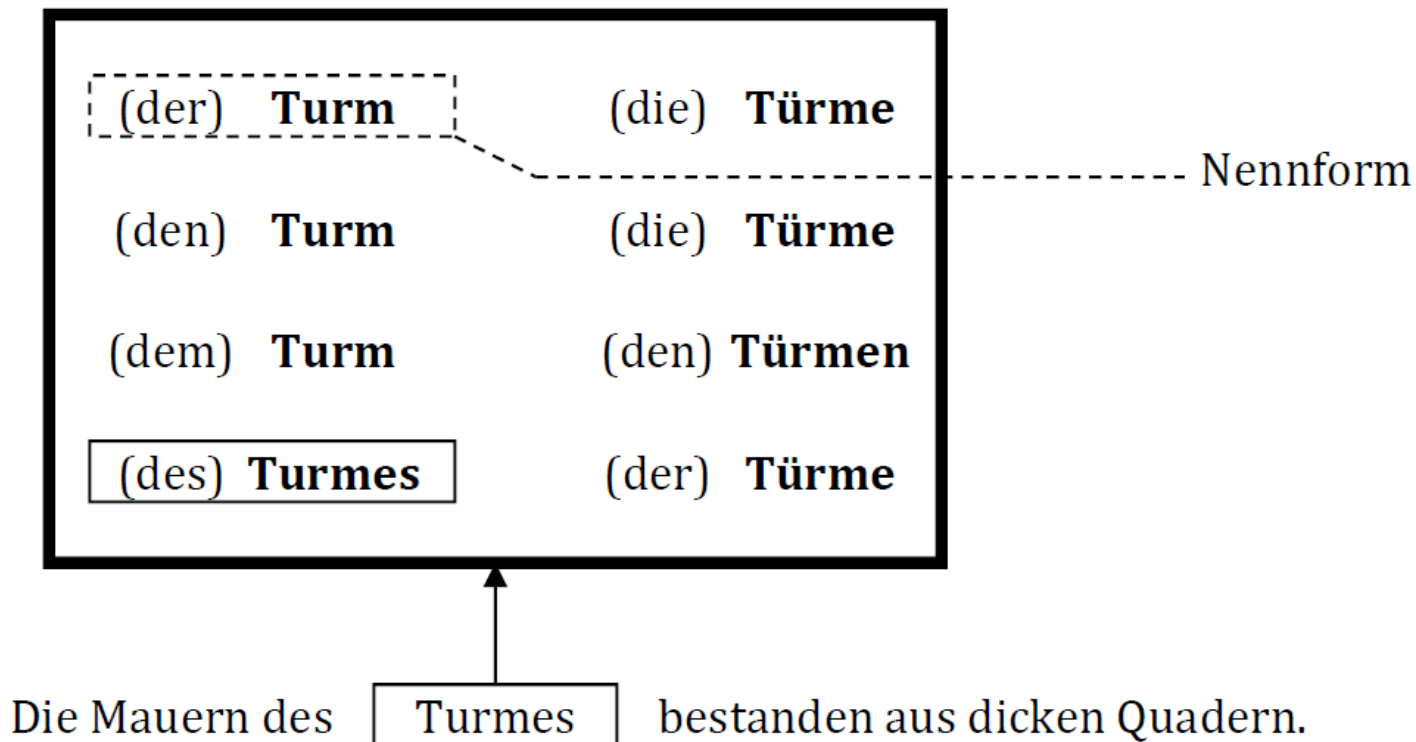 (der) Turm (die) Türme
Nennform
(den) Turm (die) Türme
(dem) Turm (den) Türmen
(des) Turmes (der) Türme
Die Mauern des Turmes bestanden aus dicken Quadern.